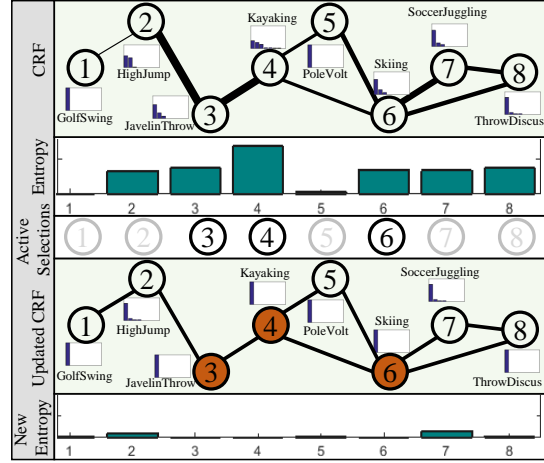 CRF
1
2
3
4
5
6
7
8
GolfSwing
HighJump
JavelinThrow
Kayaking
PoleVolt
Skiing
SoccerJuggling
ThrowDiscus
Entropy
1 2 3 4 5 6 7 8
Active
Selections
1 2 3 4 5 6 7 8
Updated CRF
1
2
3
4
5
6
7
8
GolfSwing
HighJump
JavelinThrow
Kayaking
PoleVolt
Skiing
SoccerJuggling
ThrowDiscus
New
Entropy
1 2 3 4 5 6 7 8